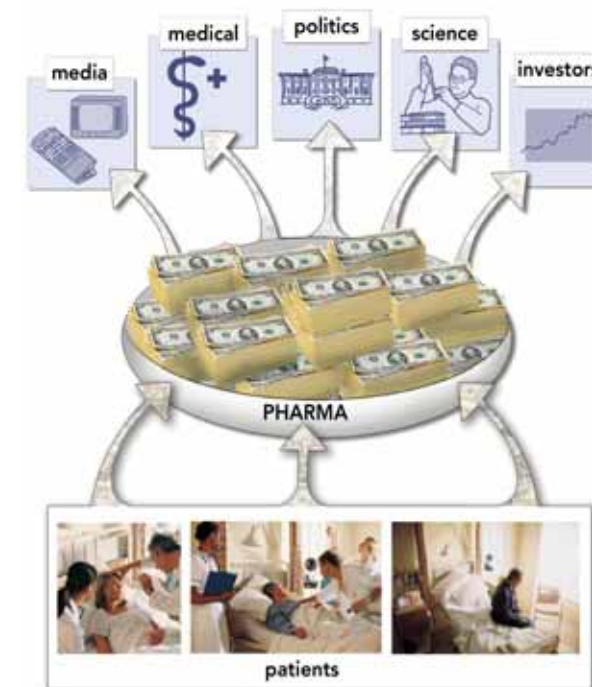 media
medical
politics
science
investors
PHARMA
patients